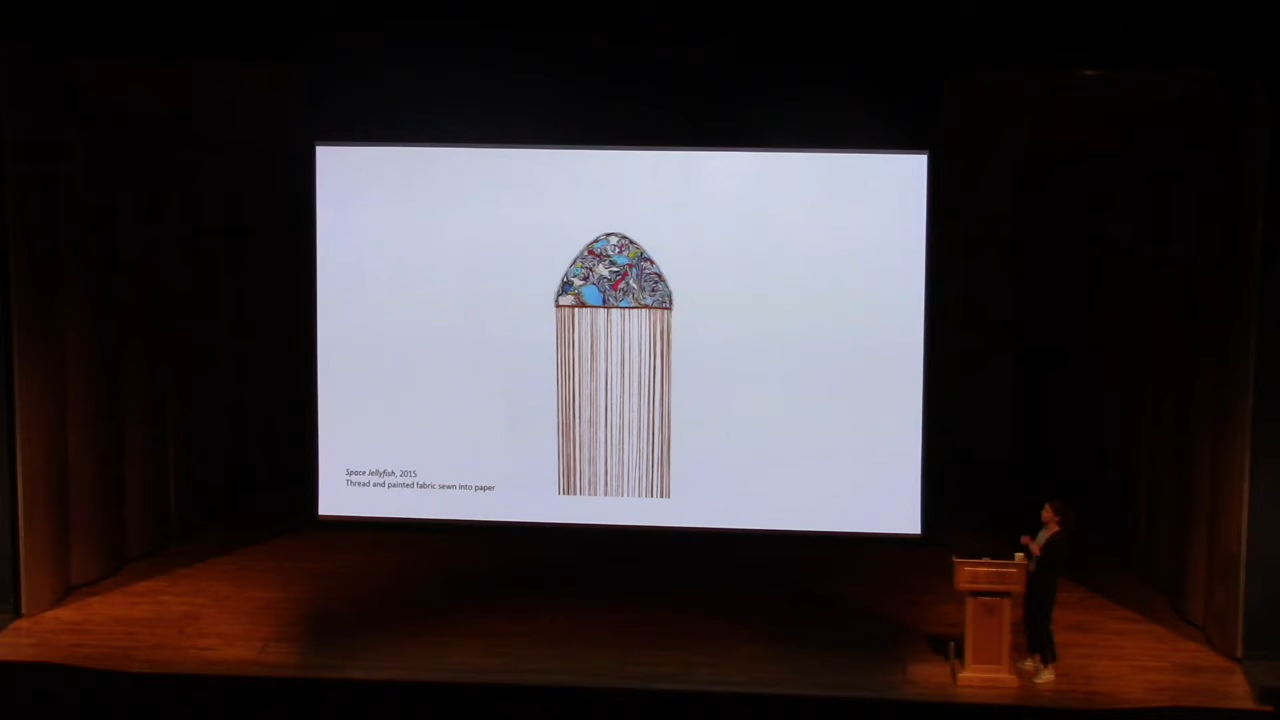 Space Jellyfish, 2015
Thread and painted fabric sewn into paper